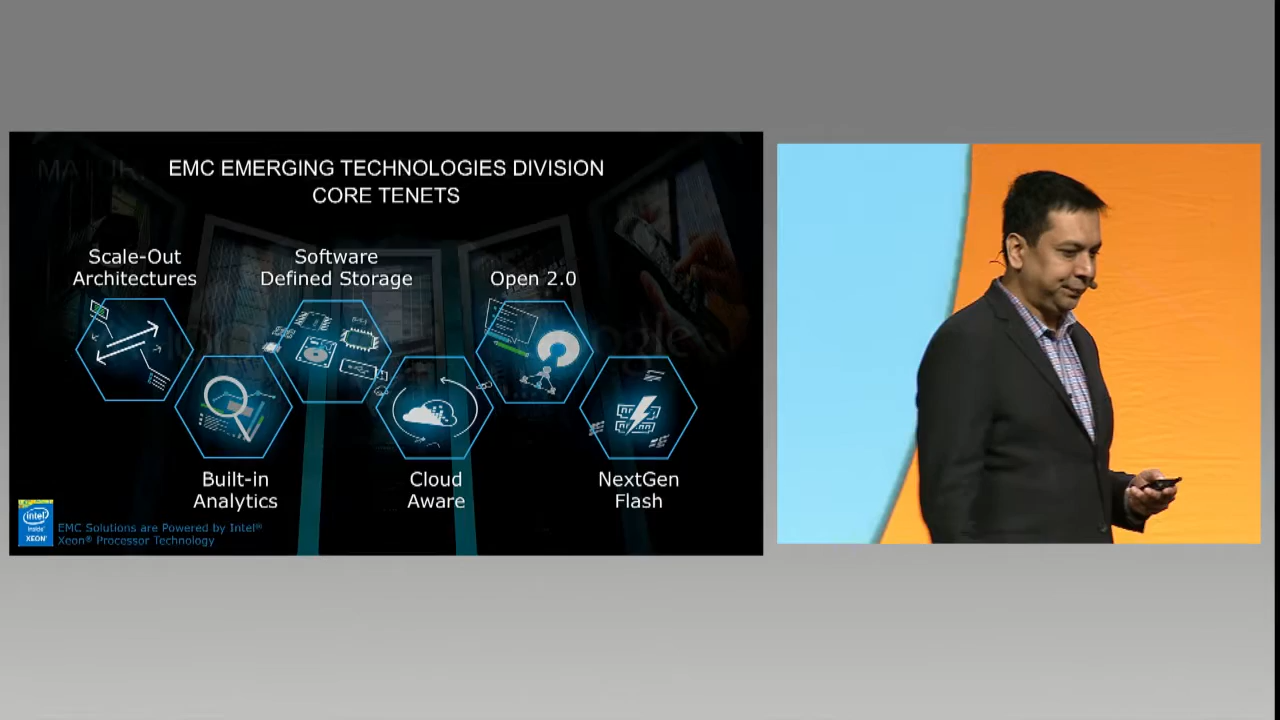 EMC EMERGING TECHNOLOGIES DIVISION
CORE TENETS
Scale-Out
Architectures
Software
Defined Storage
Open 2.0
Built-in
Analytics
Cloud
Aware
NextGen
Flash
intel
inside
XEON
EMC Solutions are Powered by Intel®
Xeon® Processor Technology